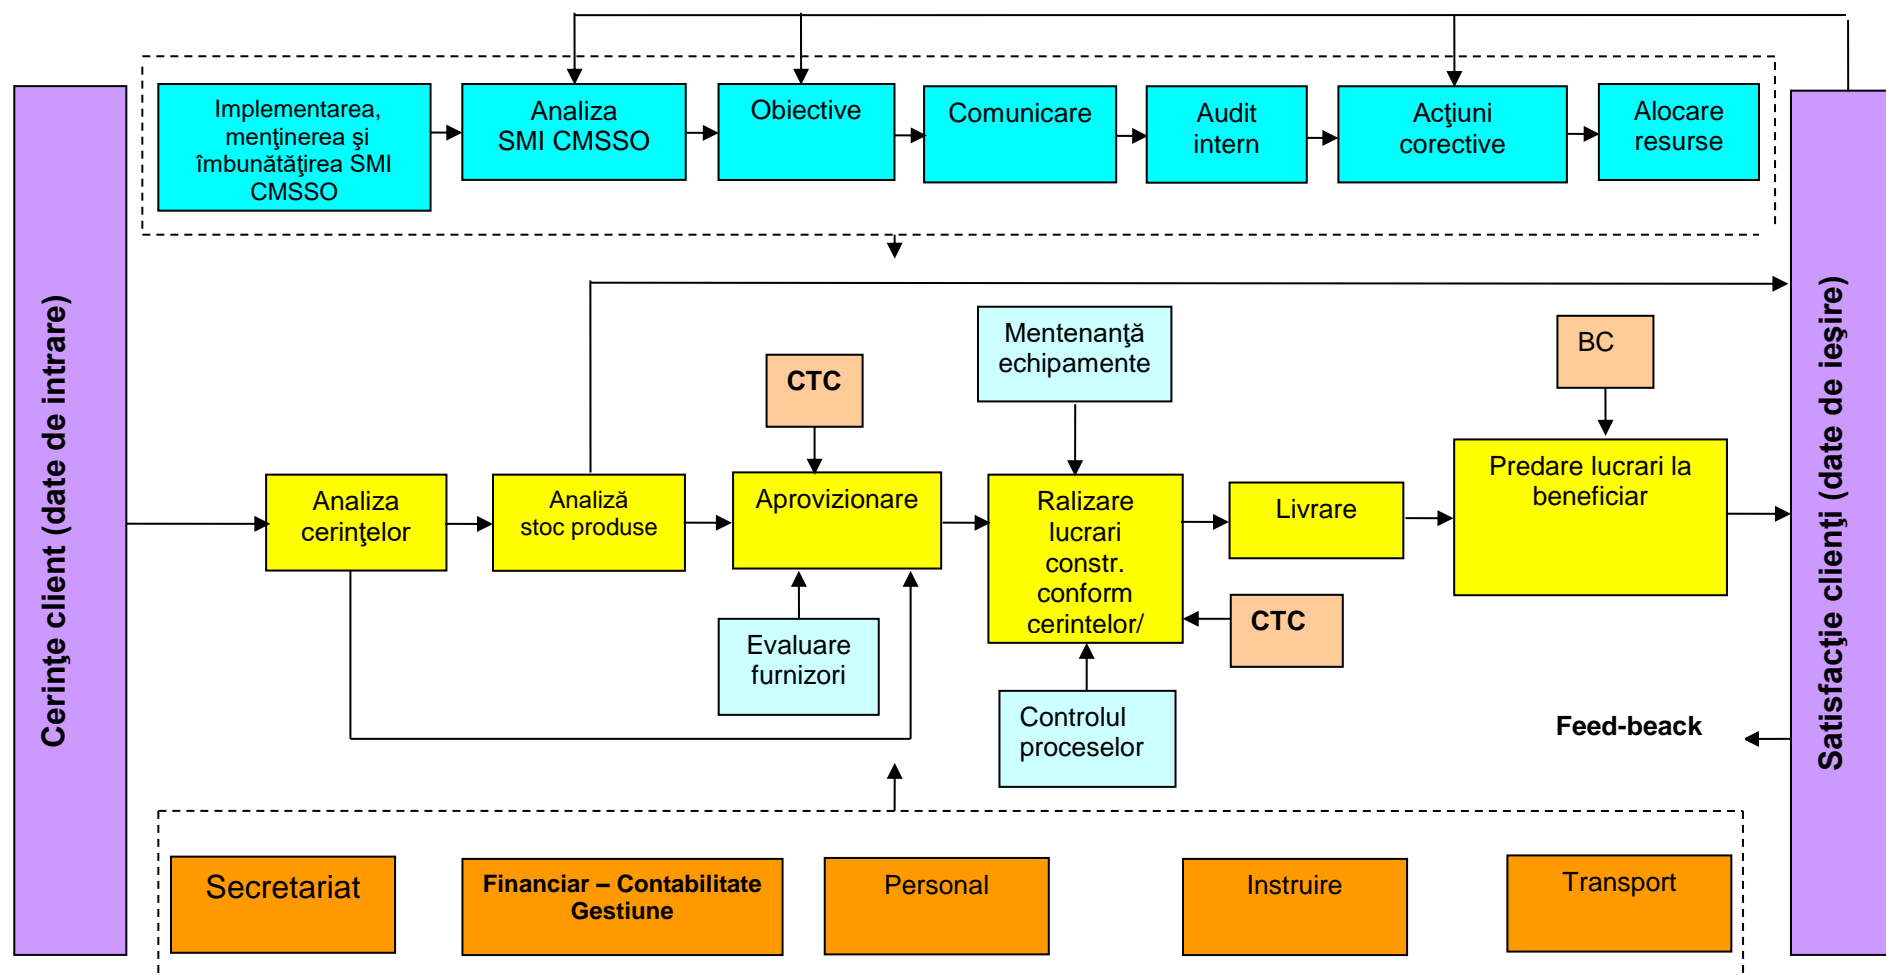 Implementarea,
menţinerea şi
îmbunătăţirea SMI
CMSSO
Analiza
SMI CMSSO
Obiective
Comunicare
Audit
intern
Acţiuni
corective
Alocare
resurse
Cerinţe client (date de intrare)
Satisfacţie clienţi (date de ieşire)
Mentenanţă
echipamente
BC
CTC
Analiza
cerinţelor
Analiză
stoc produse
Aprovizionare
Ralizare
lucrari
constr.
conform
cerintelor/
Livrare
Predare lucrari la
beneficiar
CTC
Evaluare
furnizori
Controlul
proceselor
Feed-beack
Secretariat
Financiar – Contabilitate
Gestiune
Personal
Instruire
Transport